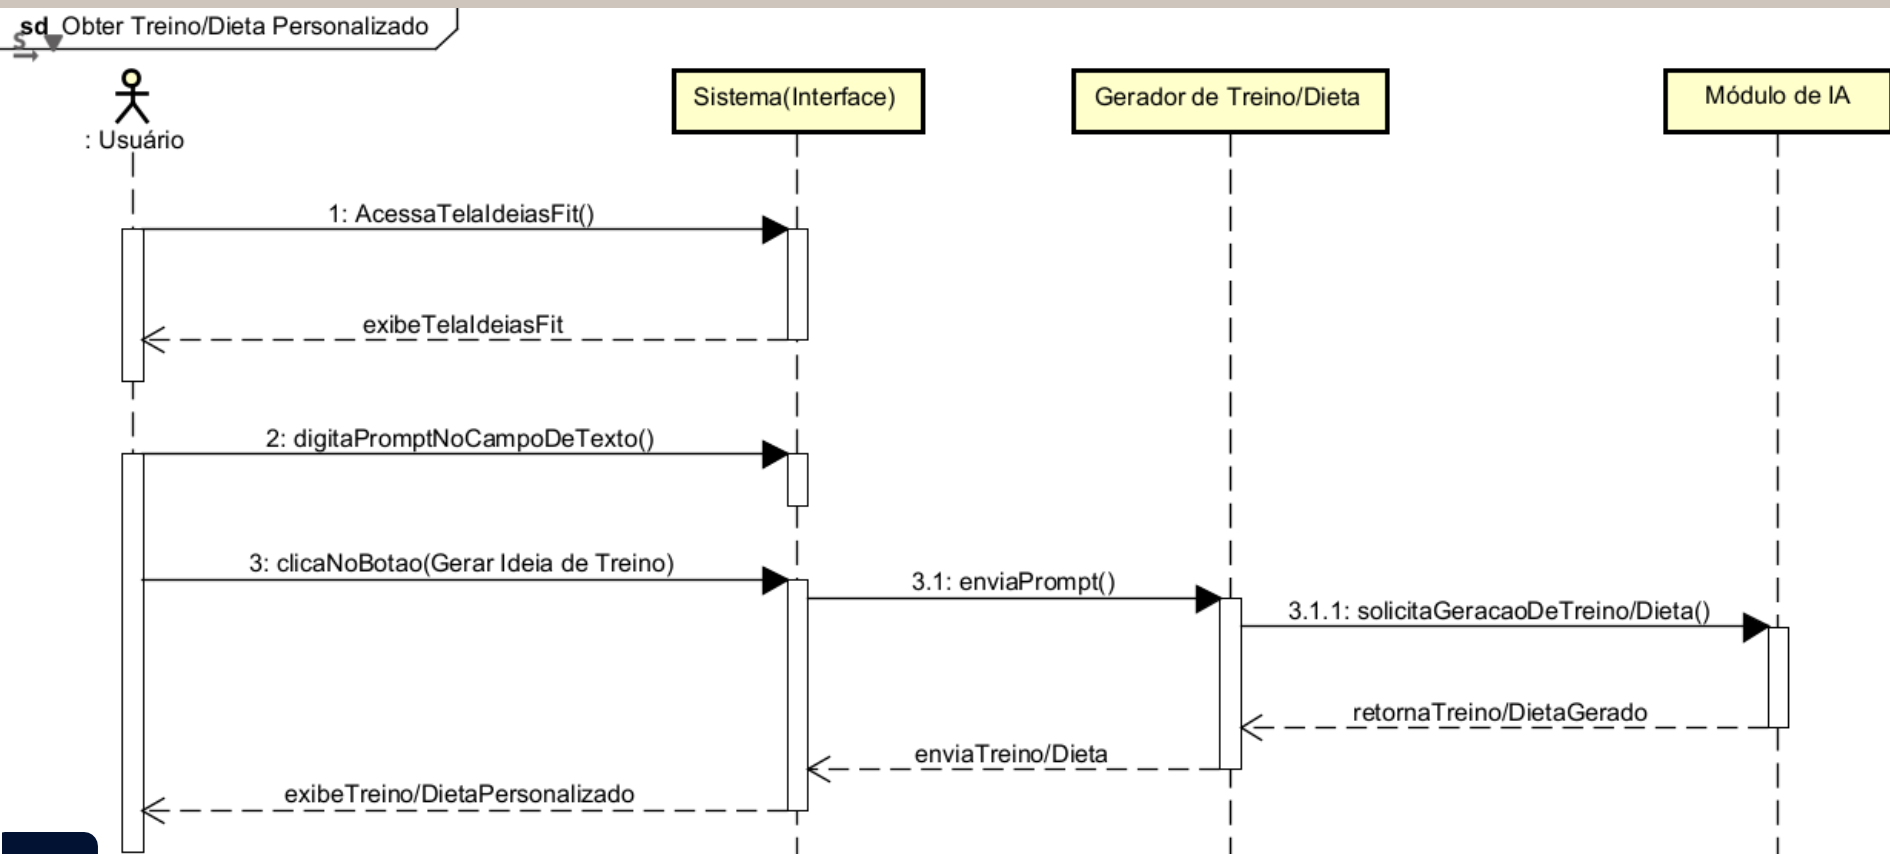 sd Obter Treino/Dieta Personalizado
: Usuário
Sistema(Interface)
Gerador de Treino/Dieta
Módulo de IA
1: AcessaTelaIdeiasFit()
exibeTelaIdeiasFit
2: digitaPromptNoCampoDeTexto()
3: clicaNoBotao(Gerar Ideia de Treino)
3.1: enviaPrompt()
3.1.1: solicitaGeracaoDeTreino/Dieta()
retornaTreino/DietaGerado
enviaTreino/Dieta
exibeTreino/DietaPersonalizado